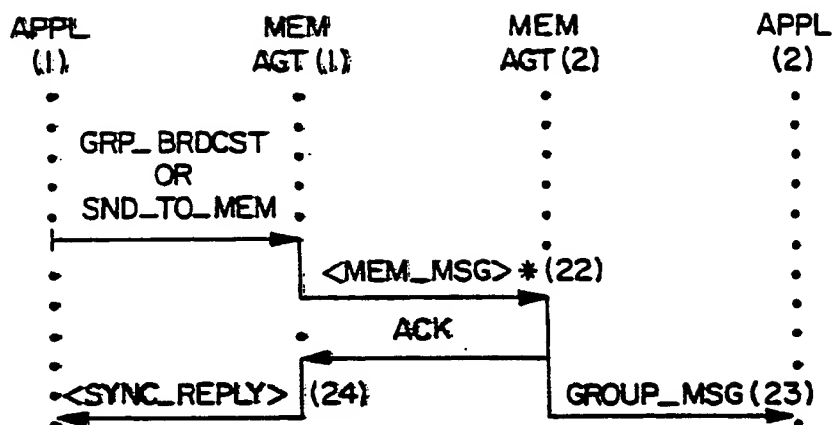 APPL (1)
MEM AGT (1)
MEM AGT (2)
APPL (2)
GRP_BRDCST
OR
SND_TO_MEM
<MEM_MSG> * (22)
ACK
<SYNC_REPLY> (24)
GROUP_MSG (23)